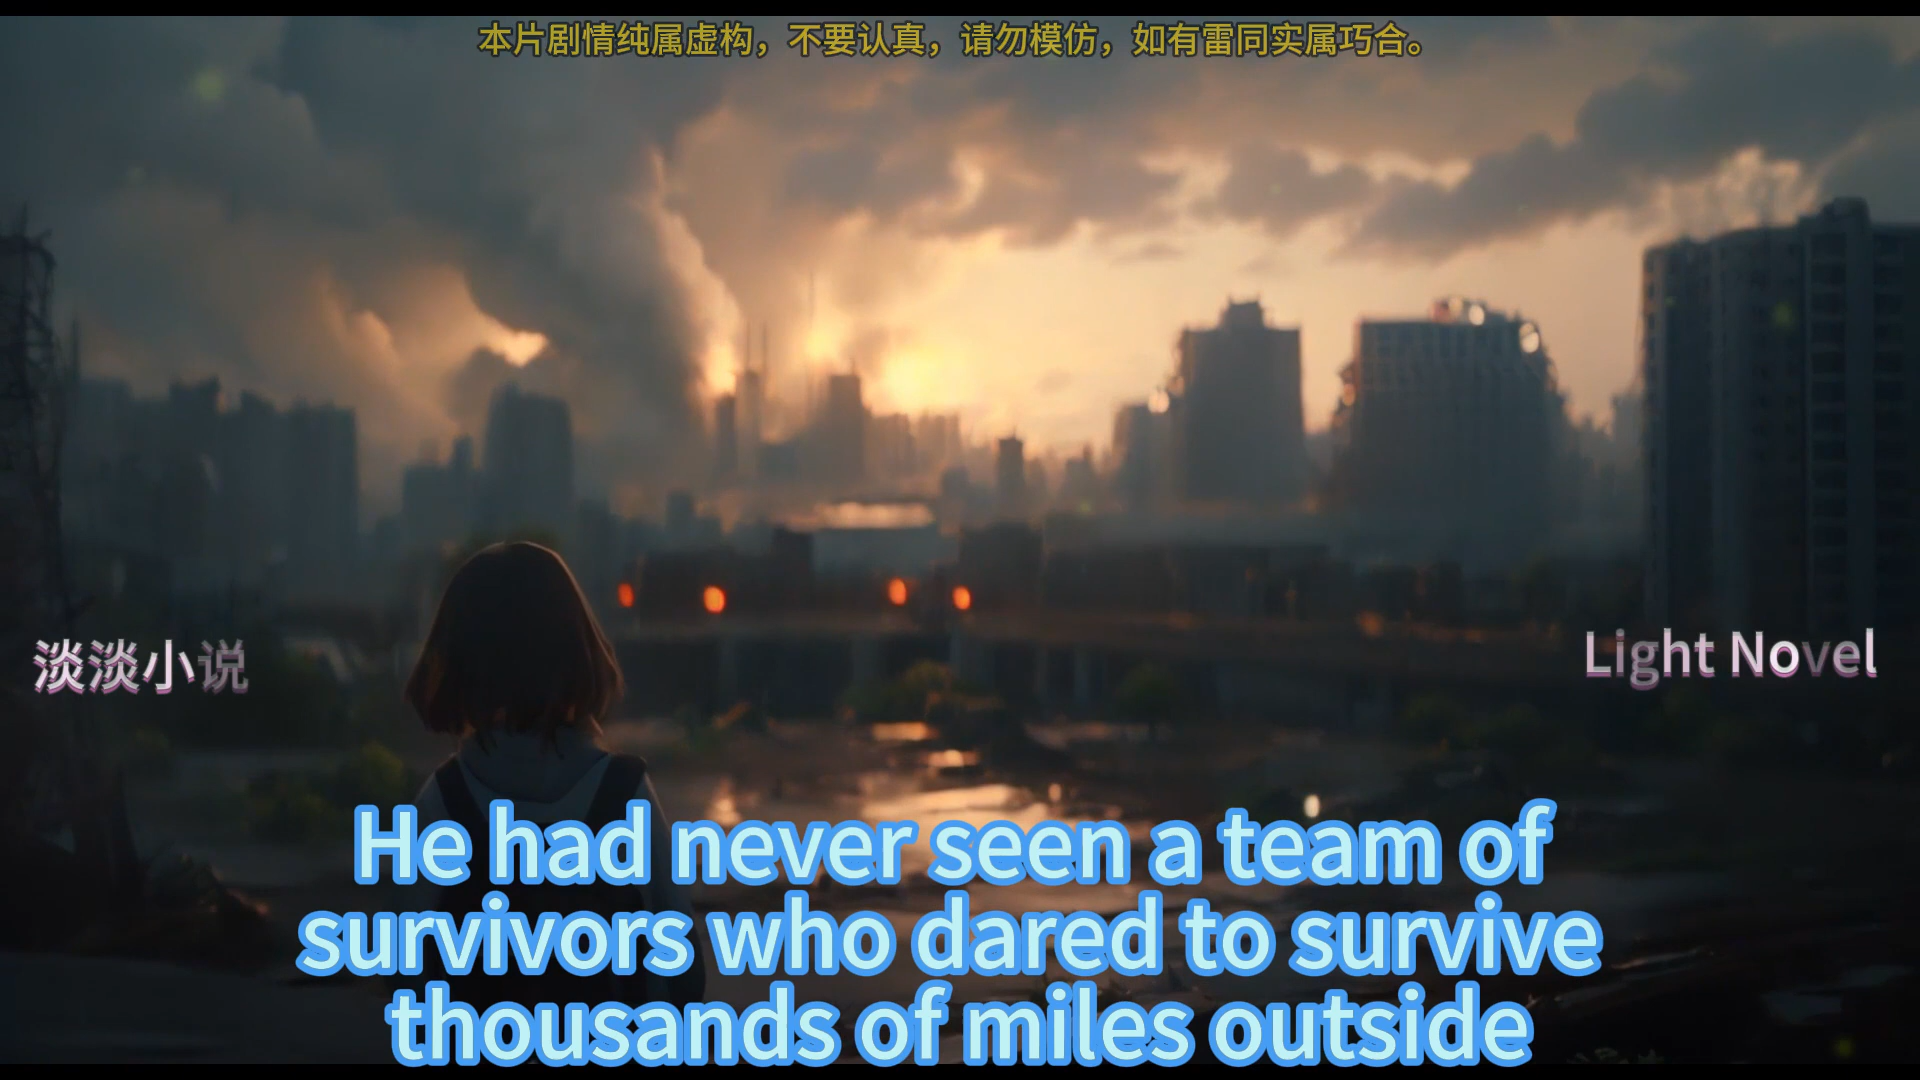 本片剧情纯属虚构，不要认真，请勿模仿，如有雷同实属巧合。
淡淡小说
Light Novel
He had never seen a team of
survivors who dared to survive
thousands of miles outside